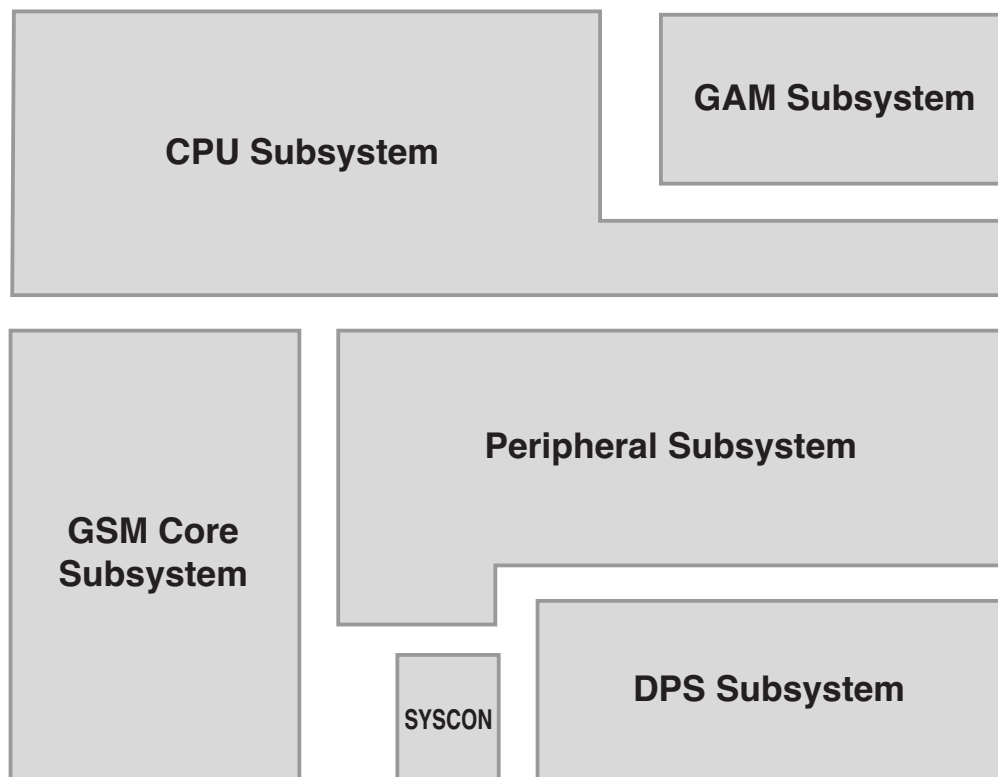 CPU Subsystem
GAM Subsystem
Peripheral Subsystem
GSM Core
Subsystem
DPS Subsystem
SYSCON